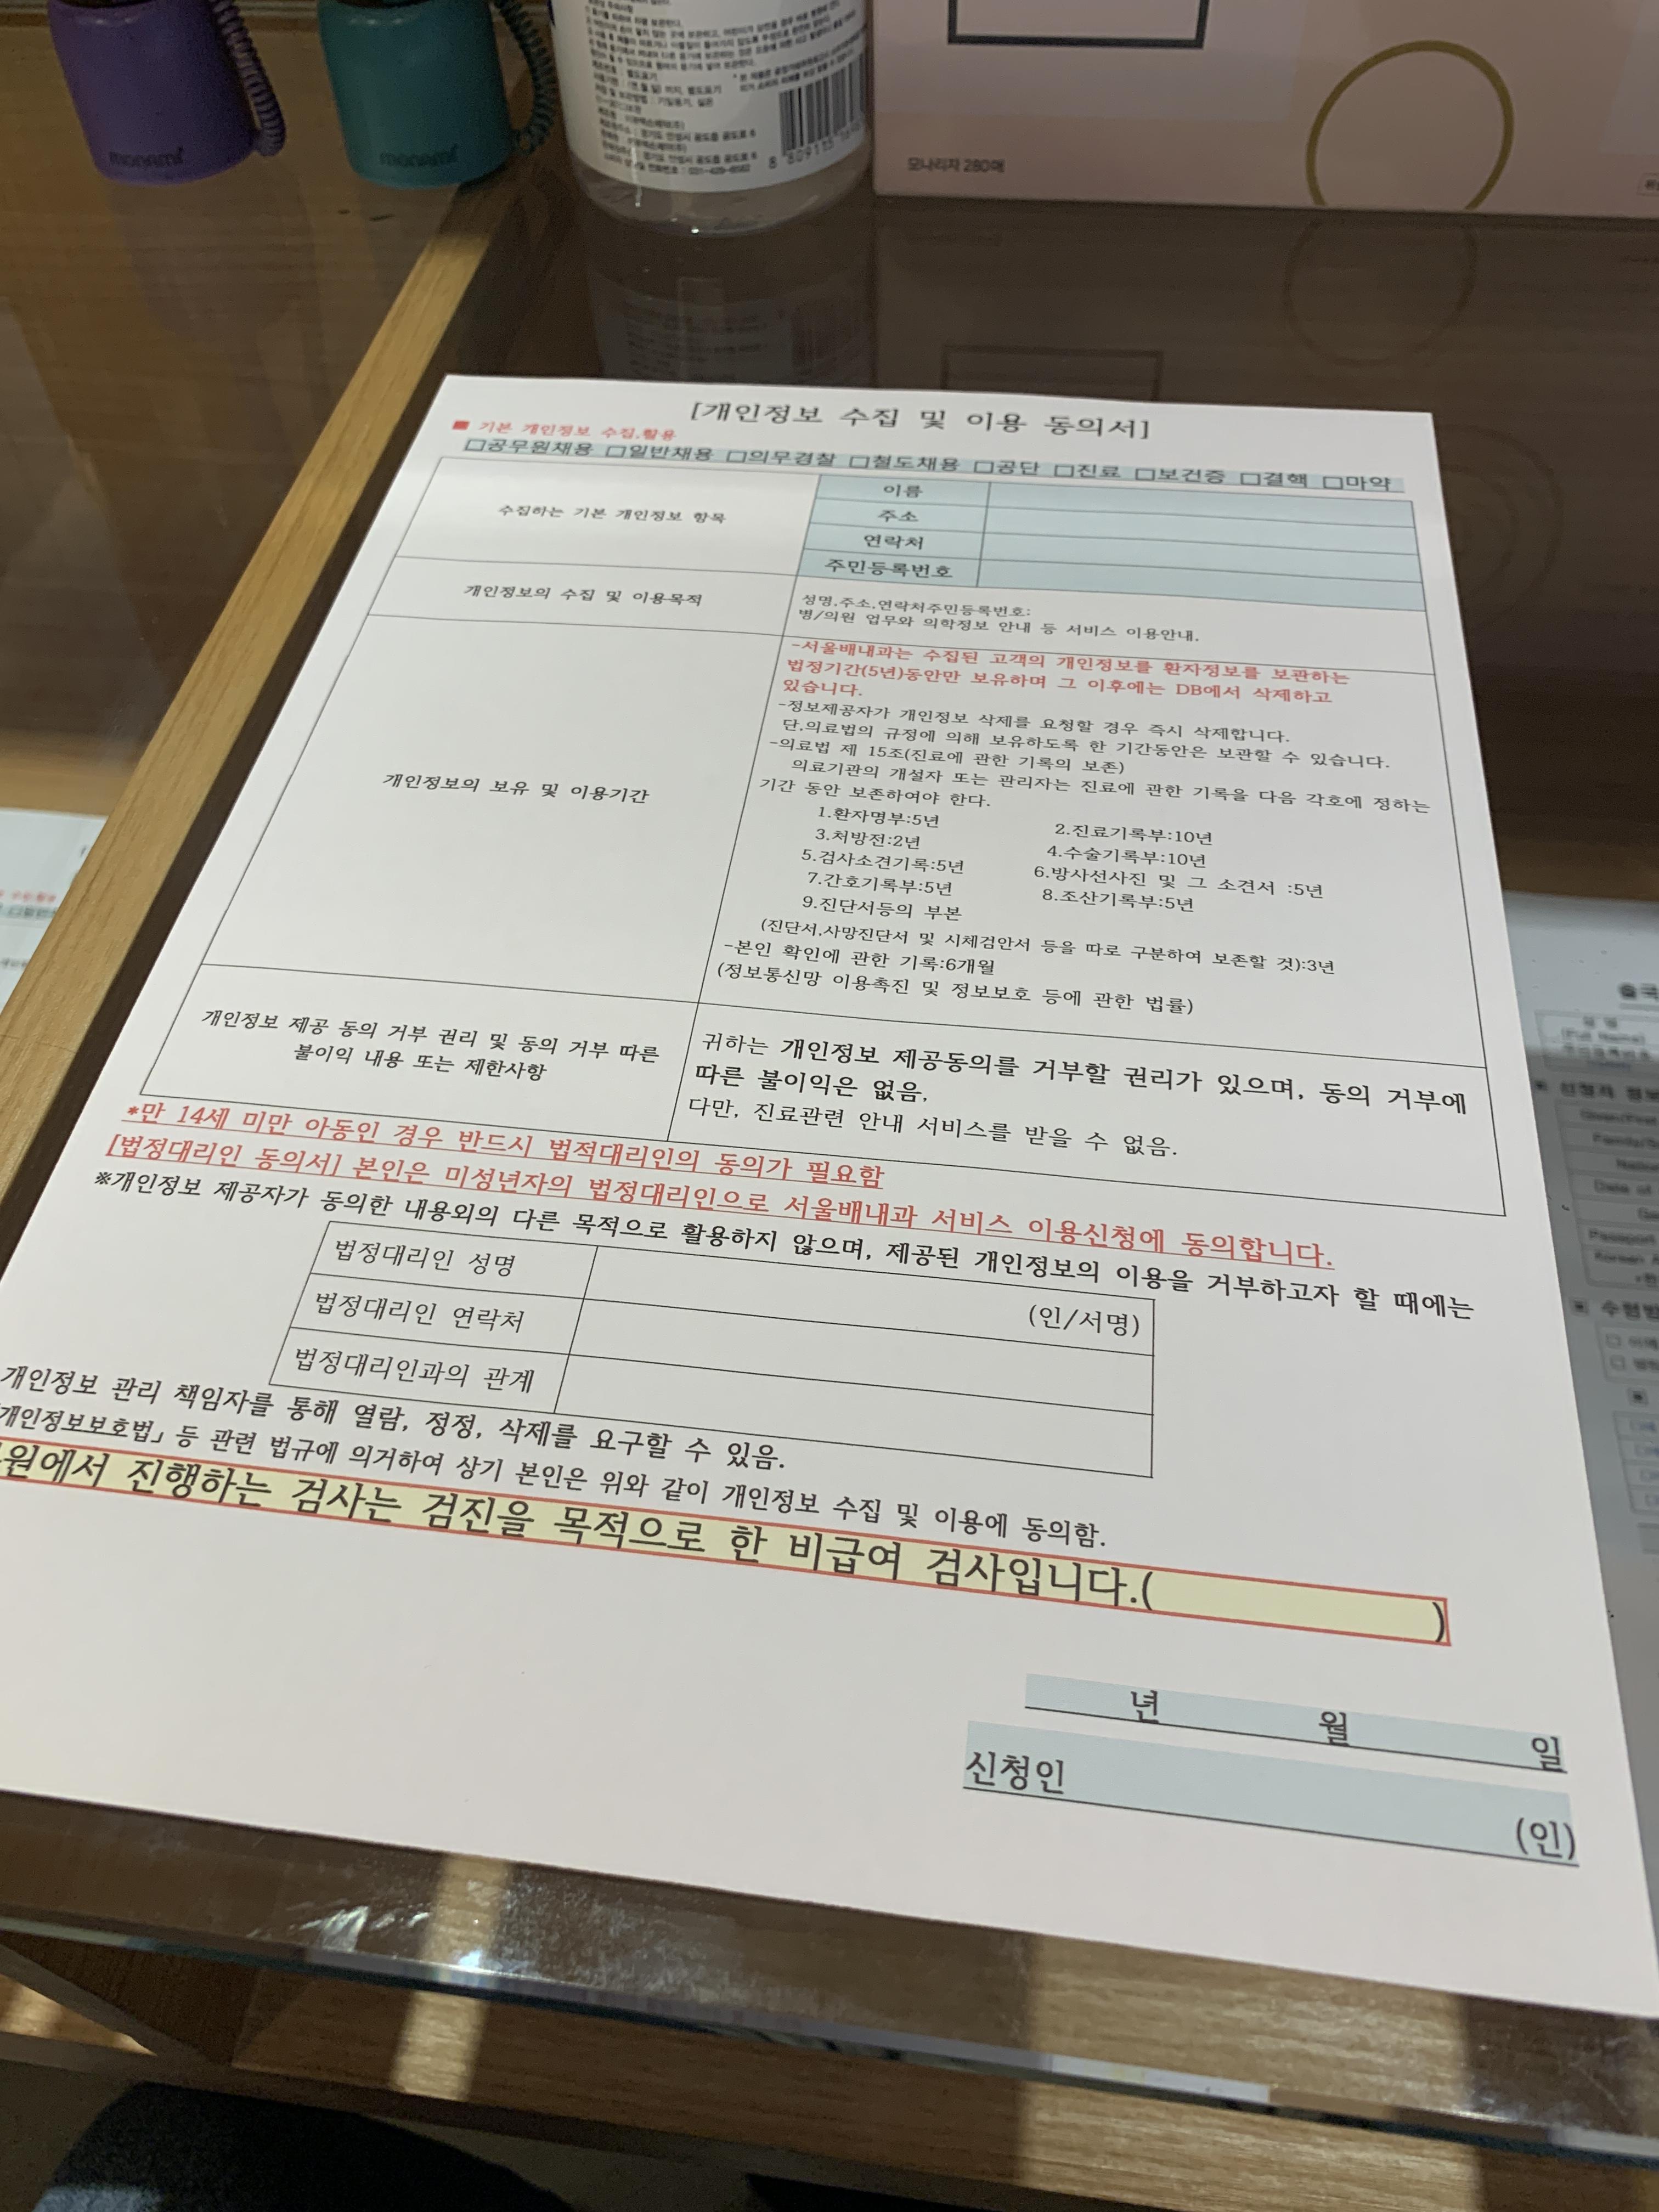 monami
monami
모나리자 280매
[개인정보 수집 및 이용 동의서]
■ 기본 개인정보 수집.활용
□공무원채용 □일반채용 □의무경찰 □철도채용 □공단 □진료 □보건증 □결핵 □마약
수집하는 기본 개인정보 항목
이름
주소
연락처
주민등록번호
개인정보의 수집 및 이용목적
성명,주소,연락처주민등록번호:
병/의원 업무와 의학정보 안내 등 서비스 이용안내.
개인정보의 보유 및 이용기간
-서울배내과는 수집된 고객의 개인정보를 환자정보를 보관하는
법정기간(5년)동안만 보유하며 그 이후에는 DB에서 삭제하고
있습니다.
-정보제공자가 개인정보 삭제를 요청할 경우 즉시 삭제합니다.
단,의료법의 규정에 의해 보유하도록 한 기간동안은 보관할 수 있습니다.
-의료법 제 15조(진료에 관한 기록의 보존)
의료기관의 개설자 또는 관리자는 진료에 관한 기록을 다음 각호에 정하는
기간 동안 보존하여야 한다.
1.환자명부:5년 2.진료기록부:10년
3.처방전:2년 4.수술기록부:10년
5.검사소견기록:5년 6.방사선사진 및 그 소견서 :5년
7.간호기록부:5년 8.조산기록부:5년
9.진단서등의 부본
(진단서,사망진단서 및 시체검안서 등을 따로 구분하여 보존할 것):3년
-본인 확인에 관한 기록:6개월
(정보통신망 이용촉진 및 정보보호 등에 관한 법률)
개인정보 제공 동의 거부 권리 및 동의 거부 따른
불이익 내용 또는 제한사항
귀하는 개인정보 제공동의를 거부할 권리가 있으며, 동의 거부에
따른 불이익은 없음.
다만, 진료관련 안내 서비스를 받을 수 없음.
*만 14세 미만 아동인 경우 반드시 법적대리인의 동의가 필요함
[법정대리인 동의서] 본인은 미성년자의 법정대리인으로 서울배내과 서비스 이용신청에 동의합니다.
※개인정보 제공자가 동의한 내용외의 다른 목적으로 활용하지 않으며, 제공된 개인정보의 이용을 거부하고자 할 때에는
법정대리인 성명 (인/서명)
법정대리인 연락처
법정대리인과의 관계
개인정보 관리 책임자를 통해 열람, 정정, 삭제를 요구할 수 있음.
개인정보보호법」 등 관련 법규에 의거하여 상기 본인은 위와 같이 개인정보 수집 및 이용에 동의함.
원에서 진행하는 검사는 검진을 목적으로 한 비급여 검사입니다.( )
년 월 일
신청인 (인)